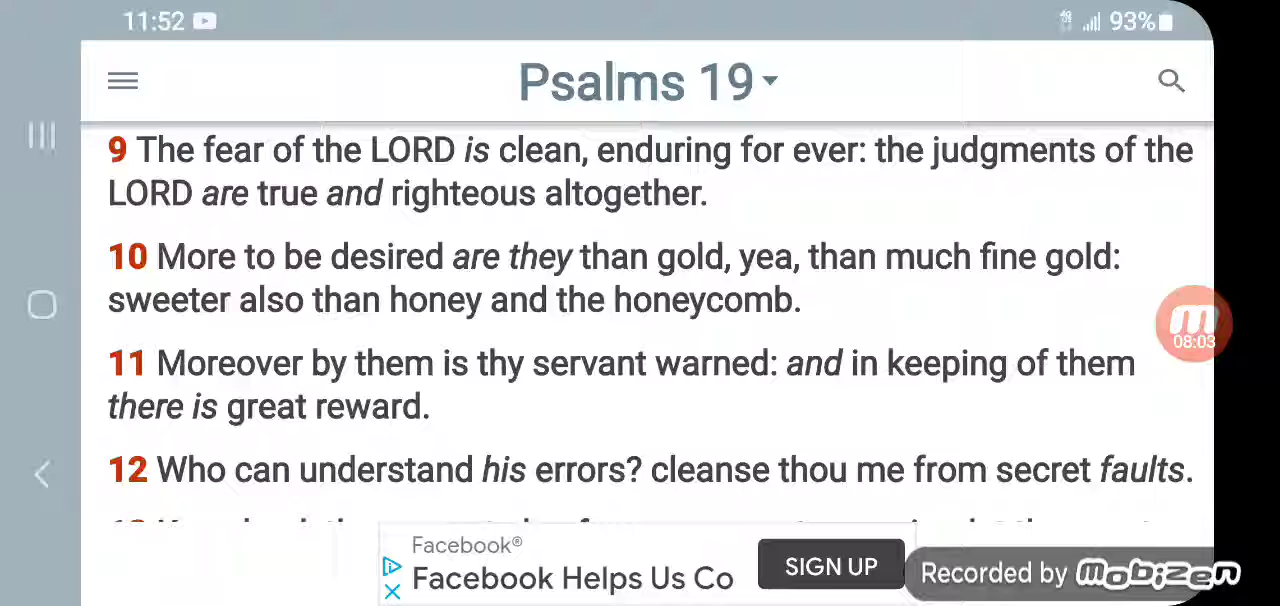 11:52 93%
Psalms 19
9 The fear of the LORD is clean, enduring for ever: the judgments of the
LORD are true and righteous altogether.
10 More to be desired are they than gold, yea, than much fine gold:
sweeter also than honey and the honeycomb.
11 Moreover by them is thy servant warned: and in keeping of them
there is great reward.
08:03
12 Who can understand his errors? cleanse thou me from secret faults.
Facebook®
Facebook Helps Us Co
SIGN UP
Recorded by mobizen